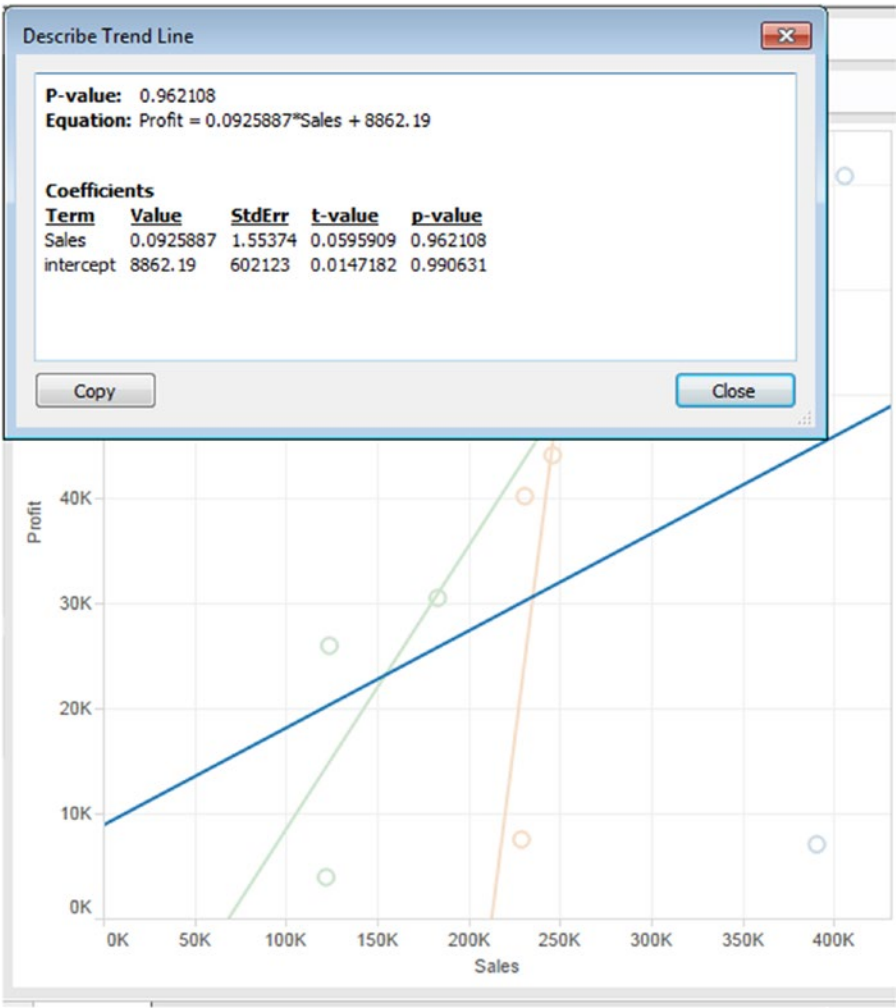 Describe Trend Line
P-value: 0.962108
Equation: Profit = 0.0925887*Sales + 8862.19
Coefficients
Term Value StdErr t-value p-value
Sales 0.0925887 1.55374 0.0595909 0.962108
intercept 8862.19 602123 0.0147182 0.990631
Copy Close
Profit
40K
30K
20K
10K
0K
0K 50K 100K 150K 200K 250K 300K 350K 400K
Sales